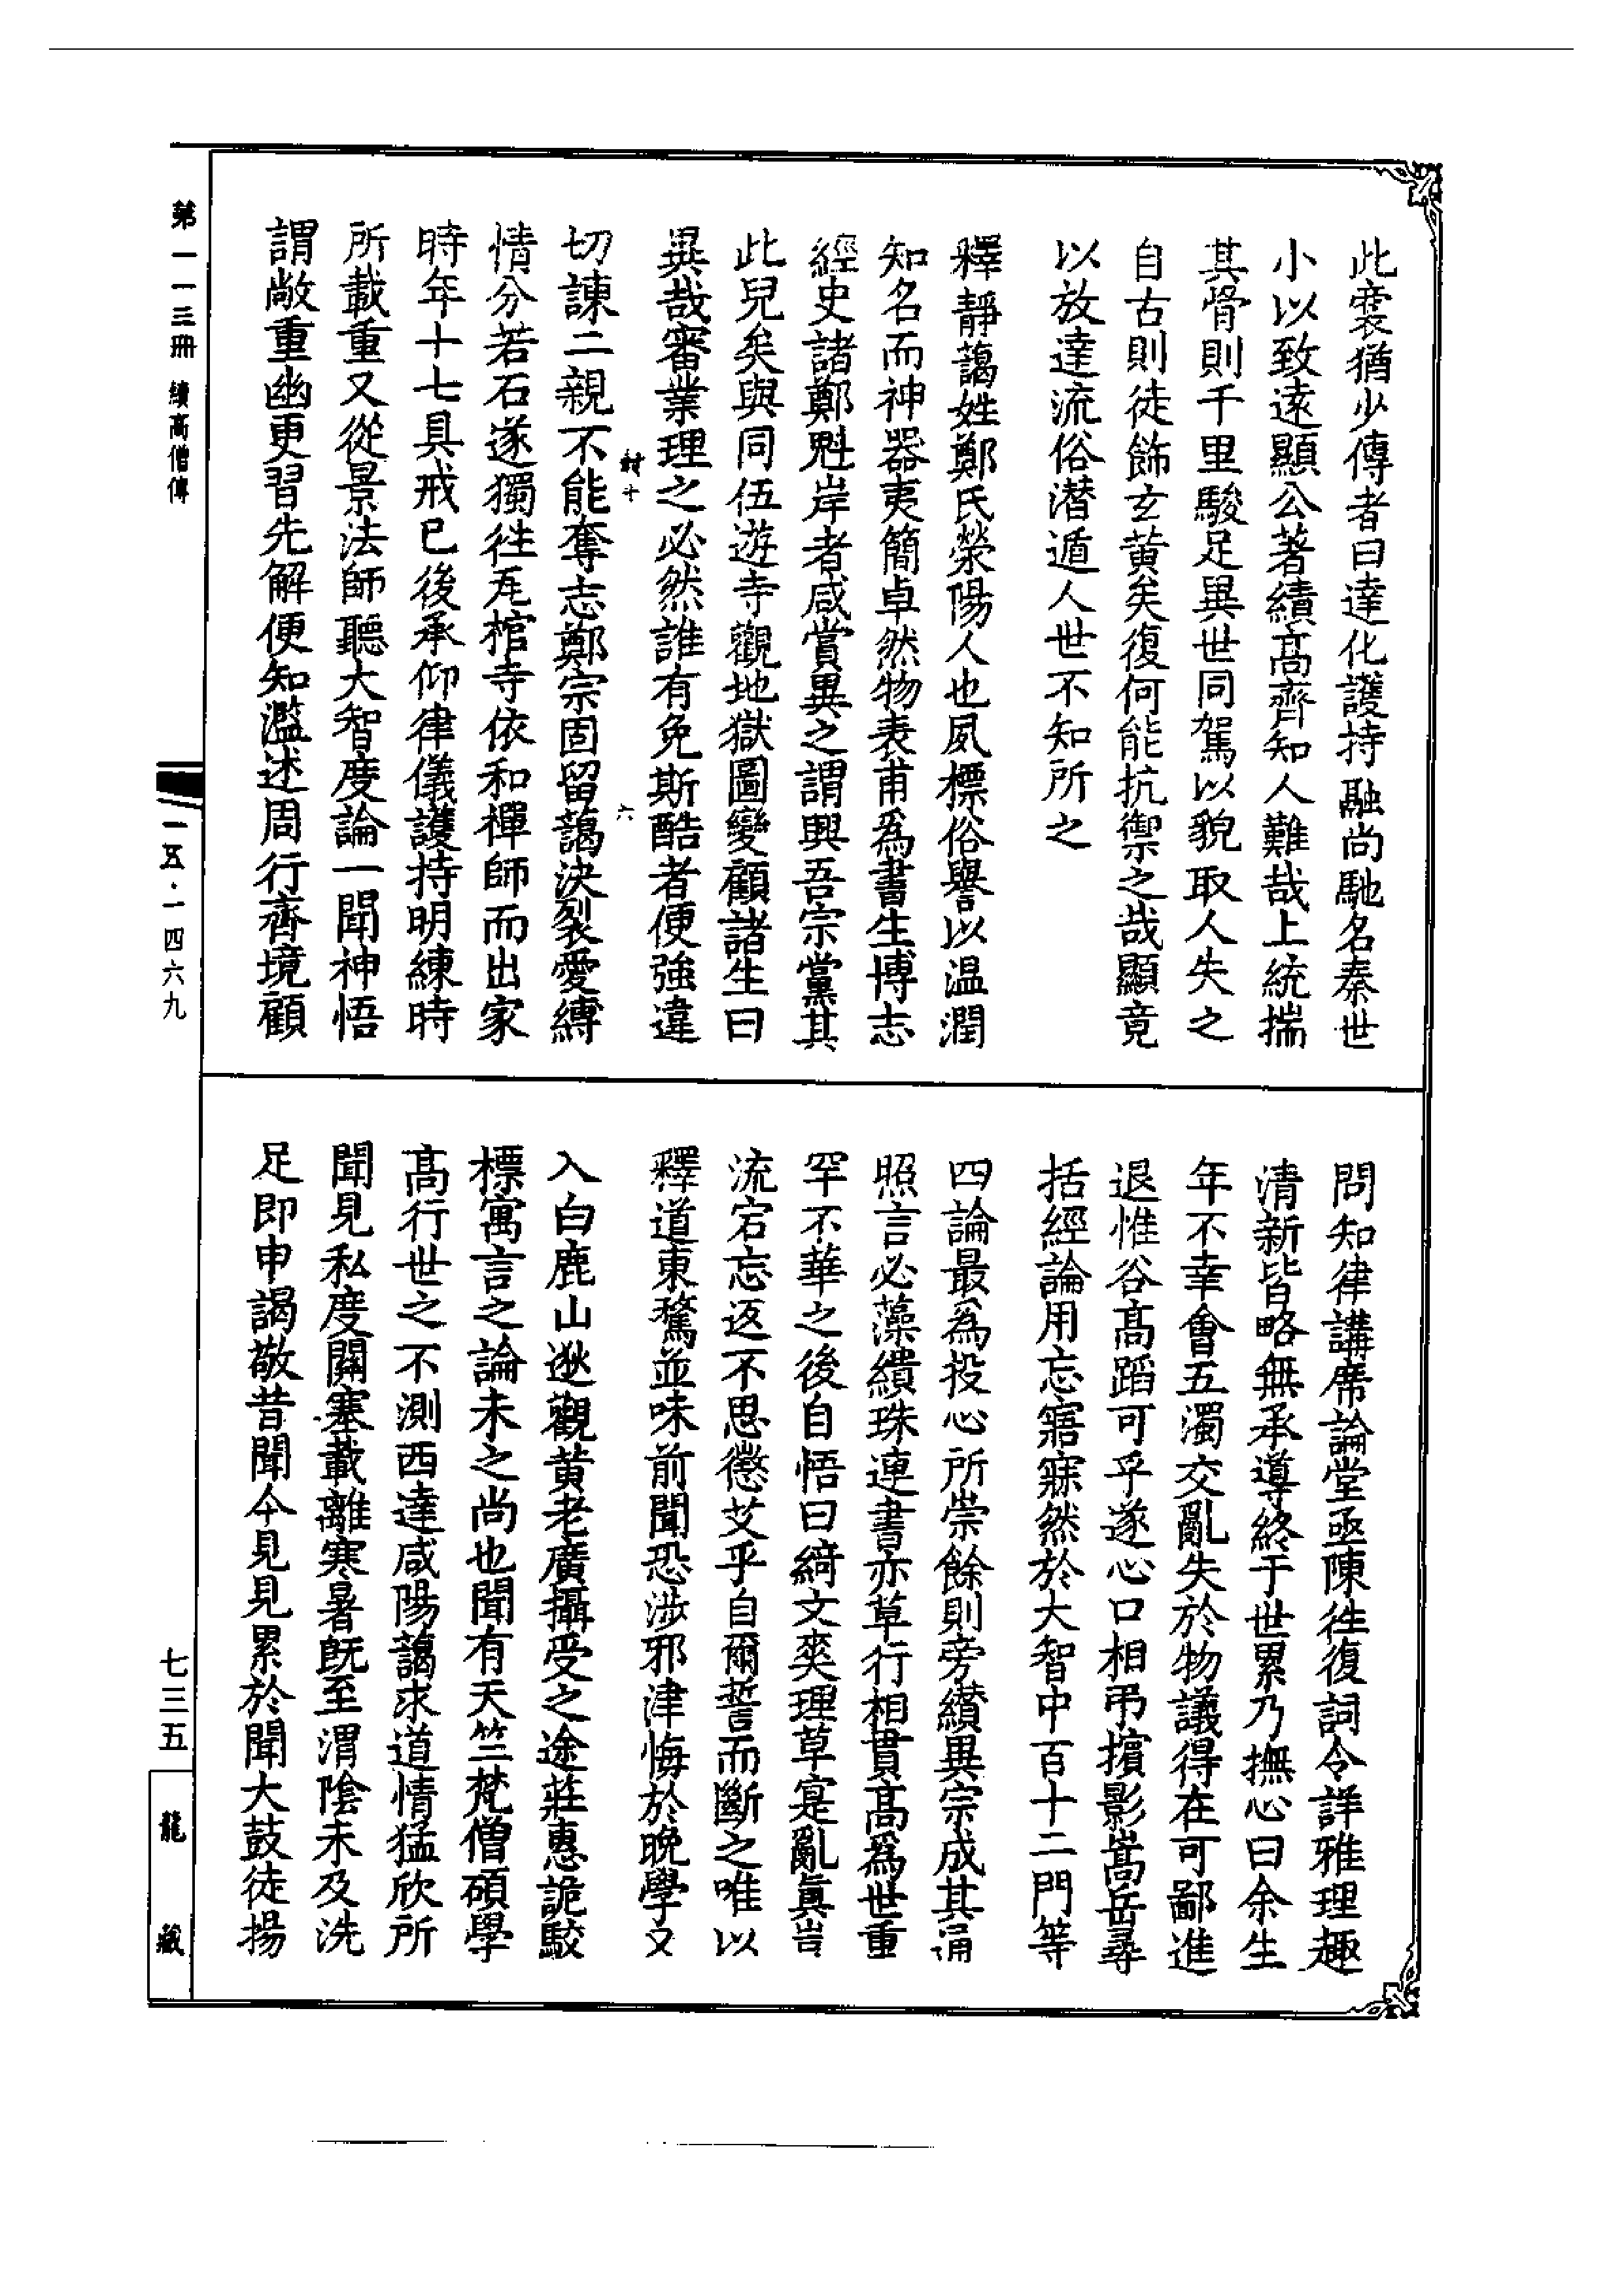 此寰猶少傳者曰達化護持融尚馳名秦世
小以致遠顯公著績高齊知人難哉上統揣
其骨則千里駿足異世同駕以貌取人失之
自古則徒飾玄黃矣復何能抗禦之哉顯竟
以放達流俗潜遁人世不知所之
釋靜藹姓鄭氏滎陽人也夙標俗譽以温潤
知名而神器夷簡卓然物表甫爲書生博志
經史諸鄭魁岸者咸賞異之謂興吾宗黨其
此兒矣與同伍遊寺觀地獄圖變顧諸生曰
異哉審業理之必然誰有免斯酷者便強違
六
切諫二親不能奪志鄭宗固留藹決裂愛縛
情分若石遂獨徃瓦棺寺依和禪師而出家
時年十七具戒已後承仰律儀護持明練時
所載重又從景法師聽大智度論一聞神悟
謂敞重幽更習先解便知濫述周行齊境顧
第一一三冊 續高僧傳
一五·一四六九
問知律講席論堂亟陳徃復詞令詳雅理趣
清新皆略無承導終于世累乃撫心曰余生
年不幸會五濁交亂失於物議得在可鄙進
退惟谷高蹈可乎遂心口相弔擯影嵩岳尋
括經論用忘寤寐然於大智中百十二門等
四論最爲投心所崇餘則旁纘異宗成其通
照言必藻繢珠連書亦草行相貫高爲世重
罕不華之後自悟曰綺文夾理草寔亂真豈
流宕忘返不思懲艾乎自爾誓而斷之唯以
釋道東騖並味前聞恐涉邪津悔於晚學又
入白鹿山逖觀黄老廣攝受之途莊惠詭駁
標寓言之論未之尚也聞有天竺梵僧碩學
高行世之不測西達咸陽藹求道情猛欣所
聞見私度關塞載離寒暑旣至渭陰未及洗
足即申謁敬昔聞今見見累於聞大鼓徒揚
七三五
龍藏